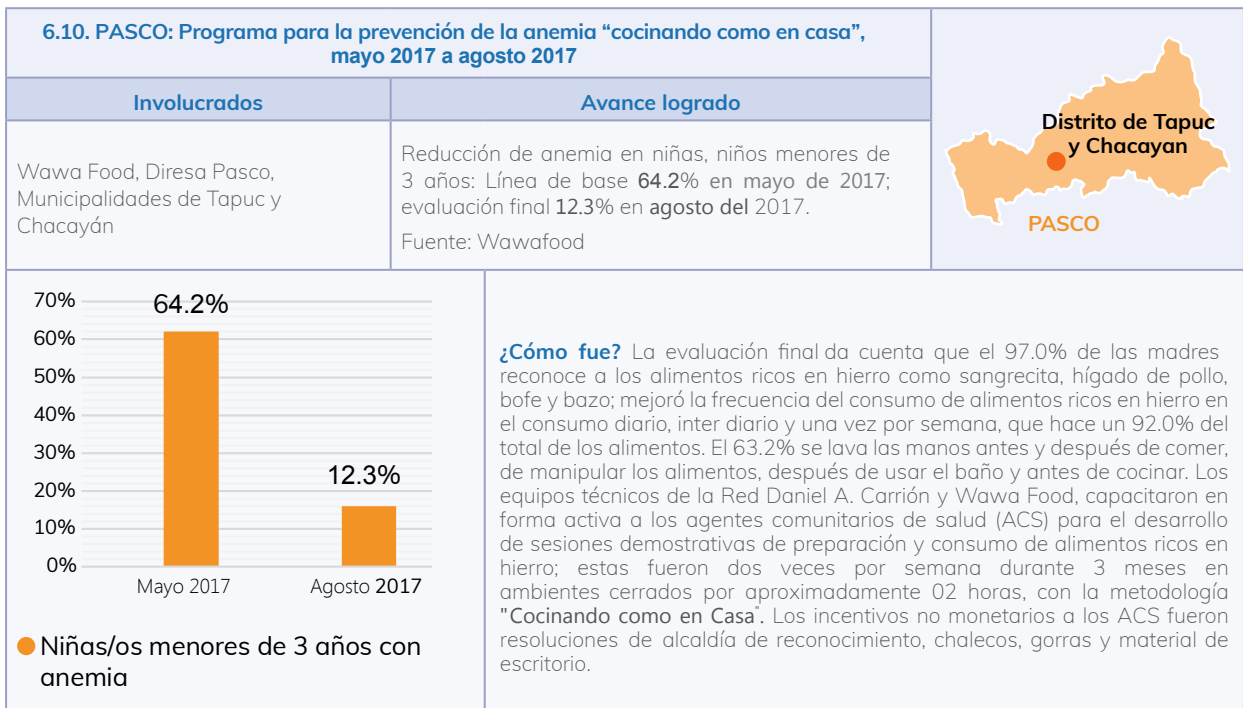 6.10. PASCO: Programa para la prevención de la anemia “cocinando como en casa”,
mayo 2017 a agosto 2017
Involucrados
Avance logrado
Wawa Food, Diresa Pasco,
Municipalidades de Tapuc y
Chacayán
Reducción de anemia en niñas, niños menores de
3 años: Línea de base 64.2% en mayo de 2017;
evaluación final 12.3% en agosto del 2017.
Fuente: Wawafood
Distrito de Tapuc
y Chacayan
PASCO
70%
60%
50%
40%
30%
20%
10%
0%
64.2%
12.3%
Mayo 2017
Agosto 2017
Niñas/os menores de 3 años con
anemia
¿Cómo fue? La evaluación final da cuenta que el 97.0% de las madres
reconoce a los alimentos ricos en hierro como sangrecita, hígado de pollo,
bofe y bazo; mejoró la frecuencia del consumo de alimentos ricos en hierro en
el consumo diario, inter diario y una vez por semana, que hace un 92.0% del
total de los alimentos. El 63.2% se lava las manos antes y después de comer,
de manipular los alimentos, después de usar el baño y antes de cocinar. Los
equipos técnicos de la Red Daniel A. Carrión y Wawa Food, capacitaron en
forma activa a los agentes comunitarios de salud (ACS) para el desarrollo
de sesiones demostrativas de preparación y consumo de alimentos ricos en
hierro; estas fueron dos veces por semana durante 3 meses en
ambientes cerrados por aproximadamente 02 horas, con la metodología
"Cocinando como en Casa". Los incentivos no monetarios a los ACS fueron
resoluciones de alcaldía de reconocimiento, chalecos, gorras y material de
escritorio.